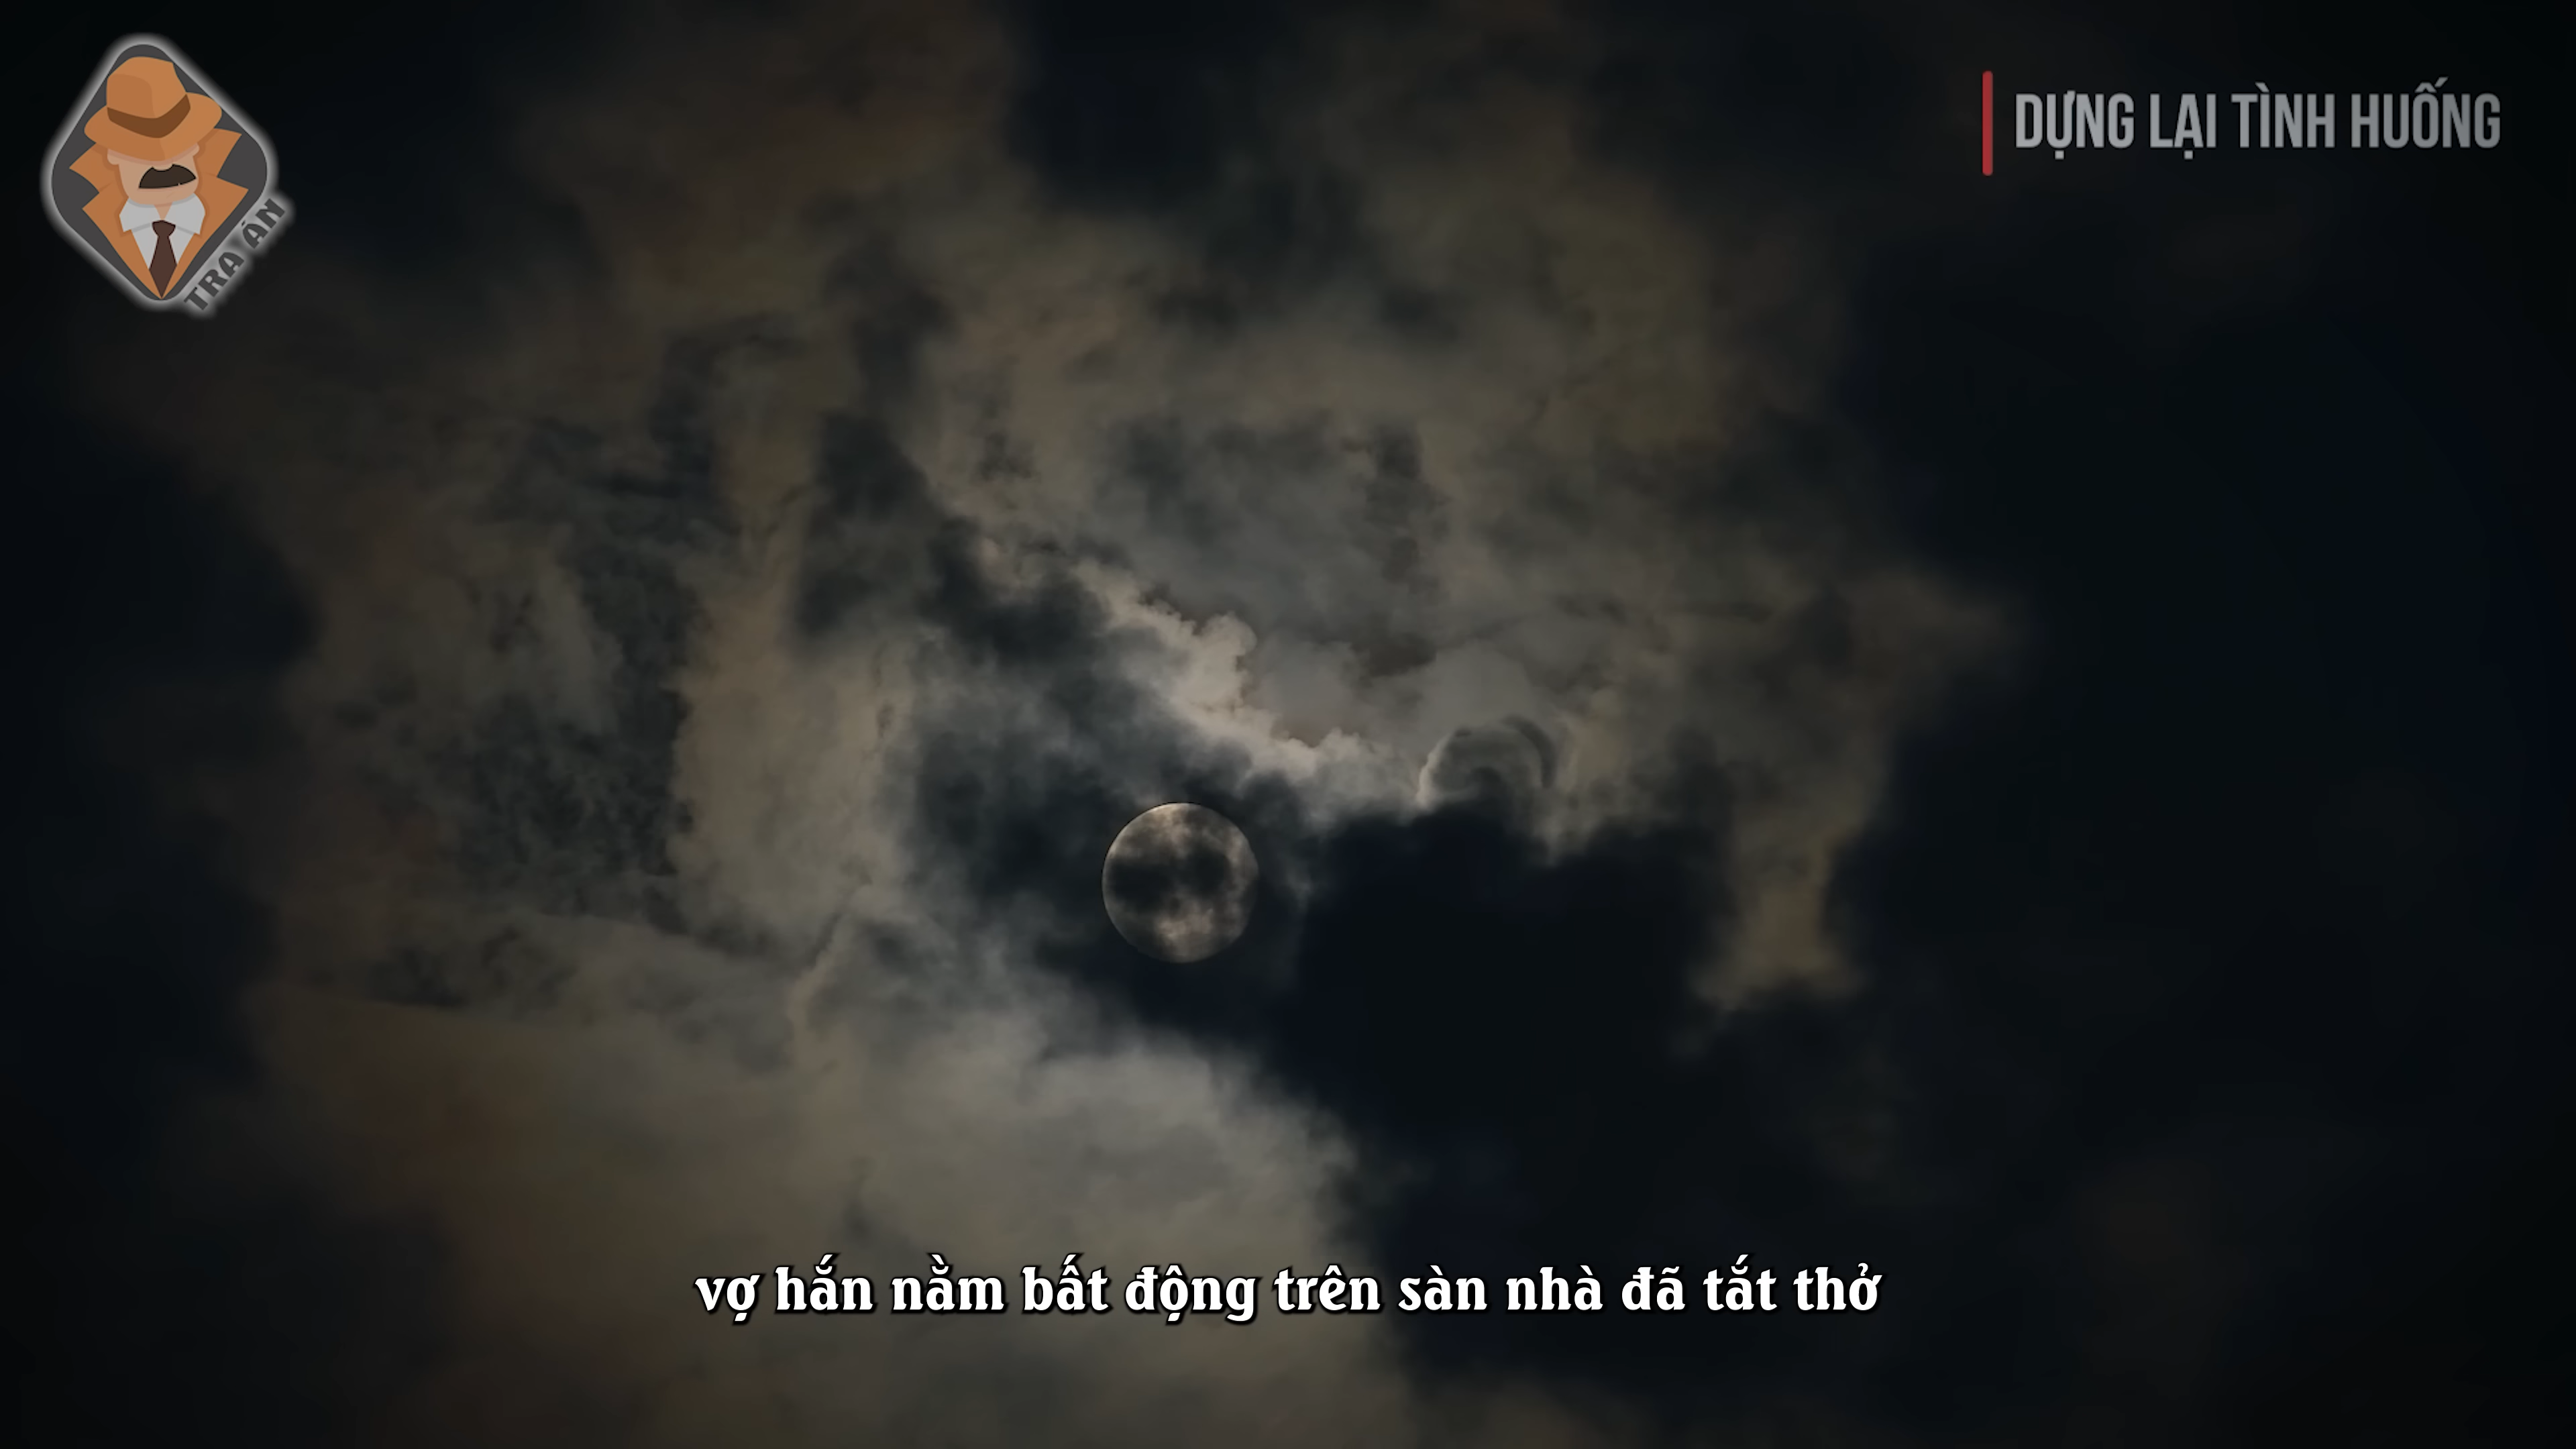 TRA ÁN
DỰNG LẠI TÌNH HUỐNG
vợ hắn nằm bất động trên sàn nhà đã tắt thở